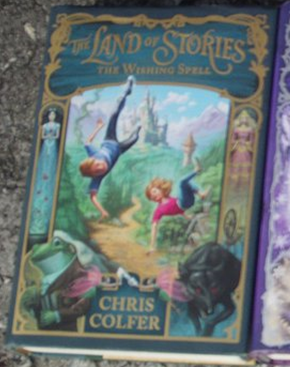 THE LAND OF STORIES
THE WISHING SPELL
CHRIS
COLFER